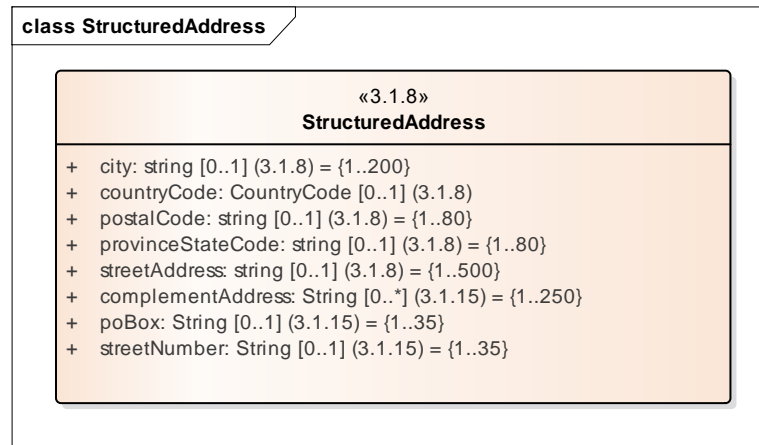 class StructuredAddress
«3.1.8»
StructuredAddress
+ city: string [0..1] (3.1.8) = {1..200}
+ countryCode: CountryCode [0..1] (3.1.8)
+ postalCode: string [0..1] (3.1.8) = {1..80}
+ provinceStateCode: string [0..1] (3.1.8) = {1..80}
+ streetAddress: string [0..1] (3.1.8) = {1..500}
+ complementAddress: String [0..*] (3.1.15) = {1..250}
+ poBox: String [0..1] (3.1.15) = {1..35}
+ streetNumber: String [0..1] (3.1.15) = {1..35}